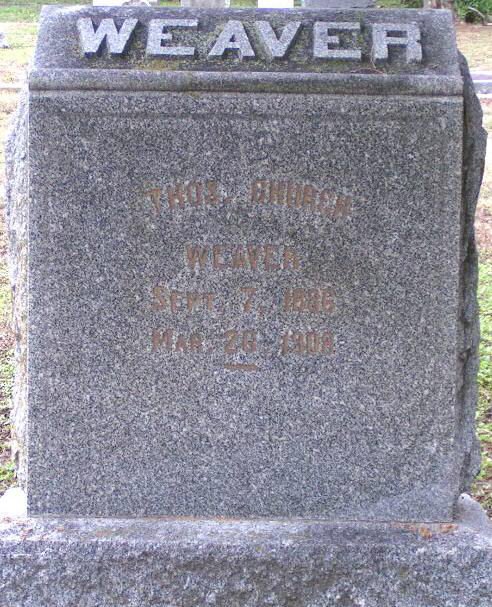 WEAVER
THOS. CHURCH
WEAVER
SEPT. 7, 1886
MAR. 26 1908